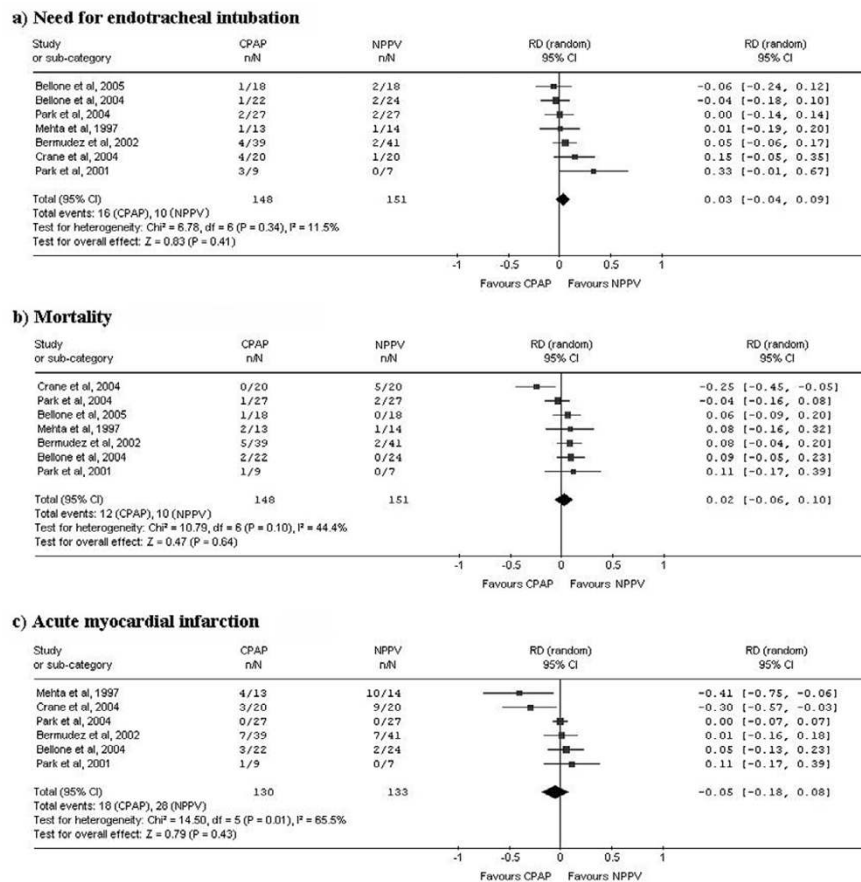 a) Need for endotracheal intubation
Study CPAP NPPV RD (random) RD (random)
or sub-category n/N n/N 95% CI 95% CI
Bellone et al, 2005 1/18 2/18 -0.06 [-0.24, 0.12]
Bellone et al, 2004 1/22 2/24 -0.04 [-0.18, 0.10]
Park et al, 2004 2/27 2/27 0.00 [-0.14, 0.14]
Mehta et al, 1997 1/13 1/14 0.01 [-0.19, 0.20]
Bermudez et al, 2002 4/39 2/41 0.05 [-0.06, 0.17]
Crane et al, 2004 4/20 1/20 0.15 [-0.05, 0.35]
Park et al, 2001 3/9 0/7 0.33 [-0.01, 0.67]
Total (95% CI) 148 151 0.03 [-0.04, 0.09]
Total events: 16 (CPAP), 10 (NPPV)
Test for heterogeneity: Chi² = 6.78, df = 6 (P = 0.34), I² = 11.5%
Test for overall effect: Z = 0.83 (P = 0.41)
-1 -0.5 0 0.5 1
Favours CPAP Favours NPPV
b) Mortality
Study CPAP NPPV RD (random) RD (random)
or sub-category n/N n/N 95% CI 95% CI
Crane et al, 2004 0/20 5/20 -0.25 [-0.45, -0.05]
Park et al, 2004 1/27 2/27 -0.04 [-0.16, 0.08]
Bellone et al, 2005 1/18 0/18 0.06 [-0.09, 0.20]
Mehta et al, 1997 2/13 1/14 0.08 [-0.16, 0.32]
Bermudez et al, 2002 5/39 2/41 0.08 [-0.04, 0.20]
Bellone et al, 2004 2/22 0/24 0.09 [-0.05, 0.23]
Park et al, 2001 1/9 0/7 0.11 [-0.17, 0.39]
Total (95% CI) 148 151 0.02 [-0.06, 0.10]
Total events: 12 (CPAP), 10 (NPPV)
Test for heterogeneity: Chi² = 10.79, df = 6 (P = 0.10), I² = 44.4%
Test for overall effect: Z = 0.47 (P = 0.64)
-1 -0.5 0 0.5 1
Favours CPAP Favours NPPV
c) Acute myocardial infarction
Study CPAP NPPV RD (random) RD (random)
or sub-category n/N n/N 95% CI 95% CI
Mehta et al, 1997 4/13 10/14 -0.41 [-0.75, -0.06]
Crane et al, 2004 3/20 9/20 -0.30 [-0.57, -0.03]
Park et al, 2004 0/27 0/27 0.00 [-0.07, 0.07]
Bermudez et al, 2002 7/39 7/41 0.01 [-0.16, 0.18]
Bellone et al, 2004 3/22 2/24 0.05 [-0.13, 0.23]
Park et al, 2001 1/9 0/7 0.11 [-0.17, 0.39]
Total (95% CI) 130 133 -0.05 [-0.18, 0.08]
Total events: 18 (CPAP), 28 (NPPV)
Test for heterogeneity: Chi² = 14.50, df = 5 (P = 0.01), I² = 65.5%
Test for overall effect: Z = 0.79 (P = 0.43)
-1 -0.5 0 0.5 1
Favours CPAP Favours NPPV